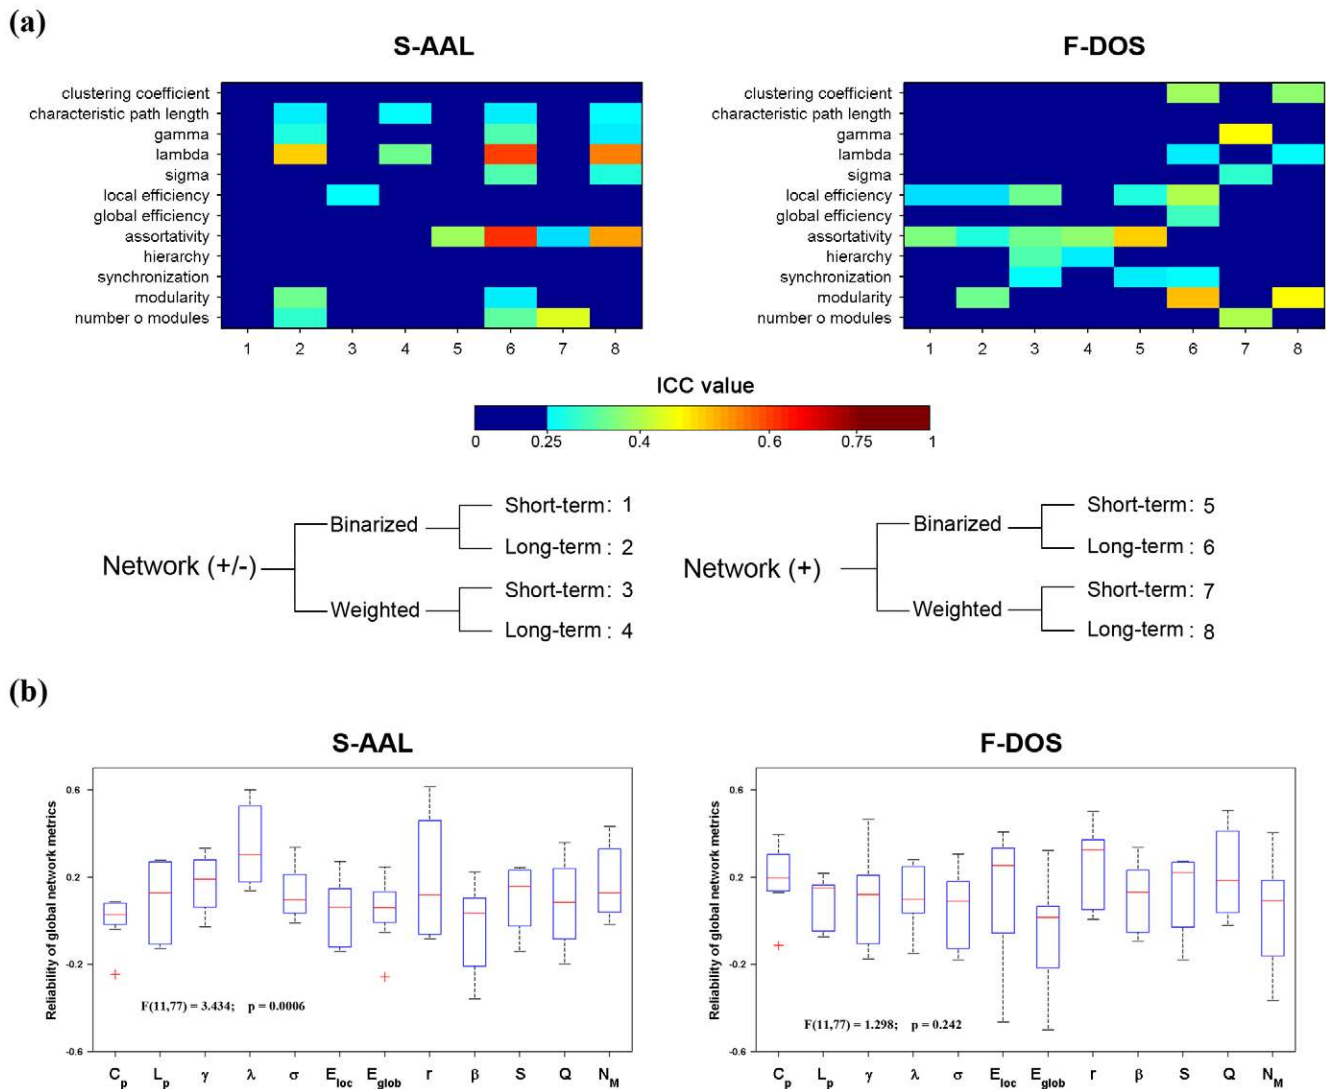 (a)
S-AAL
F-DOS
clustering coefficient
characteristic path length
gamma
lambda
sigma
local efficiency
global efficiency
assortativity
hierarchy
synchronization
modularity
number o modules
1 2 3 4 5 6 7 8
clustering coefficient
characteristic path length
gamma
lambda
sigma
local efficiency
global efficiency
assortativity
hierarchy
synchronization
modularity
number o modules
1 2 3 4 5 6 7 8
ICC value
0 0.25 0.4 0.6 0.75 1
Network (+/-)
Binarized
Short-term: 1
Long-term : 2
Weighted
Short-term: 3
Long-term : 4
Network (+)
Binarized
Short-term : 5
Long-term : 6
Weighted
Short-term : 7
Long-term : 8
(b)
S-AAL
Reliability of global network metrics
0.6
0.2
-0.2
-0.6
F(11,77) = 3.434; p = 0.0006
Cp Lp γ λ σ Eloc Eglob r β S Q NM
F-DOS
Reliability of global network metrics
0.6
0.2
-0.2
-0.6
F(11,77) = 1.298; p = 0.242
Cp Lp γ λ σ Eloc Eglob r β S Q NM